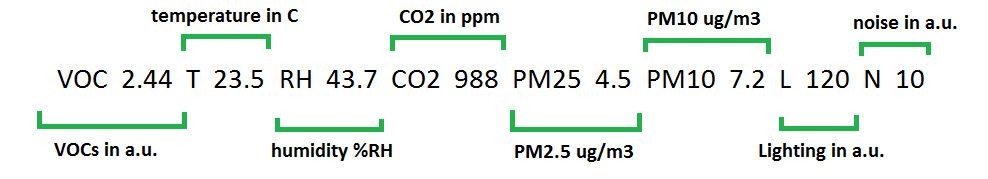 temperature in C CO2 in ppm PM10 ug/m3 noise in a.u.
VOC 2.44 T 23.5 RH 43.7 CO2 988 PM25 4.5 PM10 7.2 L 120 N 10
VOCs in a.u. humidity %RH PM2.5 ug/m3 Lighting in a.u.